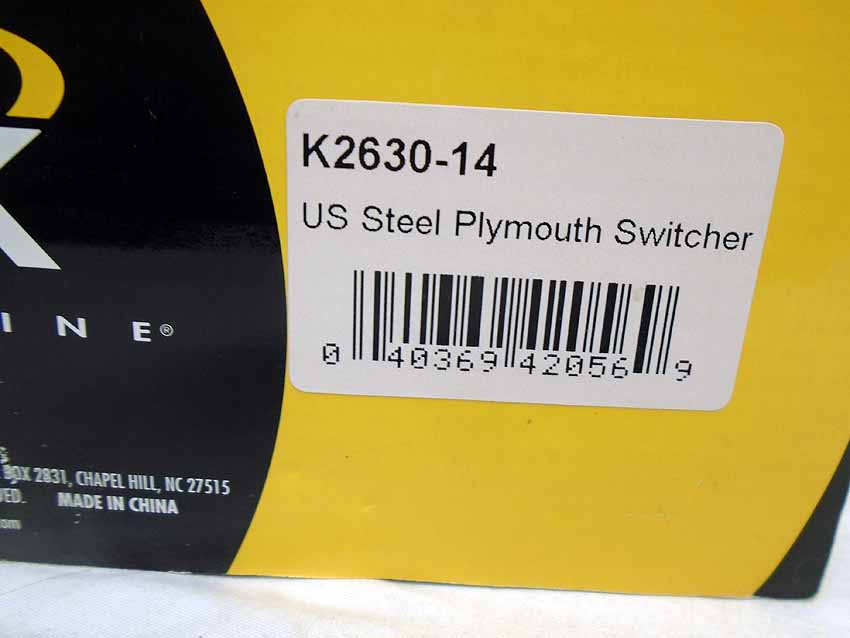 K2630-14
US Steel Plymouth Switcher
0 40369 42056 9
I N E®
BOX 2831, CHAPEL HILL, NC 27515
MADE IN CHINA